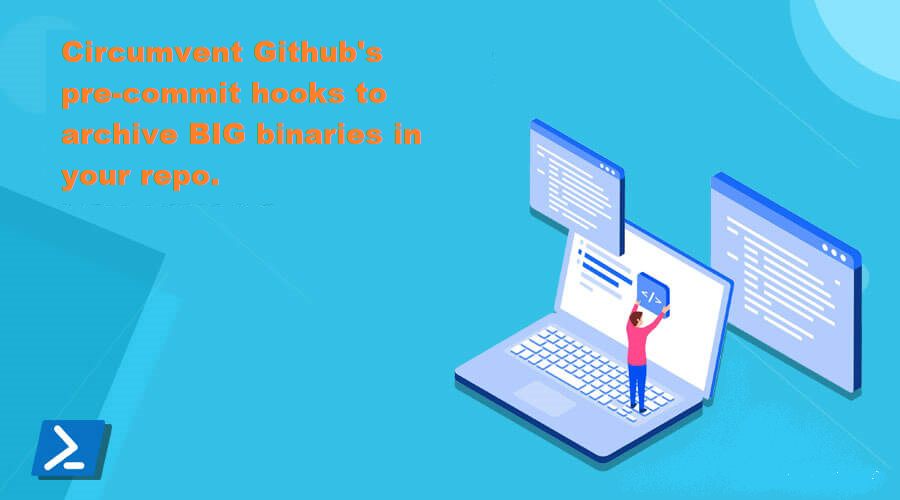 Circumvent Github's
pre-commit hooks to
archive BIG binaries in
your repo.
</>